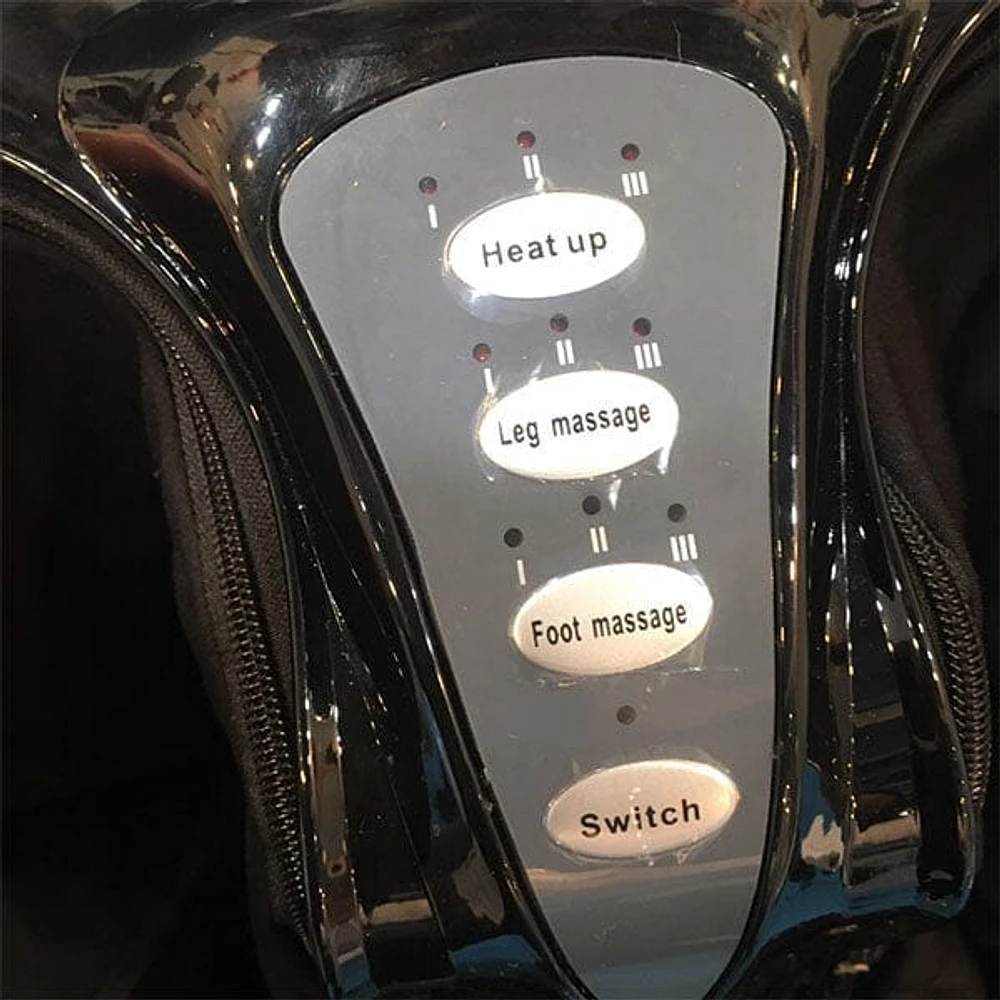 I II III
Heat up
I II III
Leg massage
I II III
Foot massage
Switch